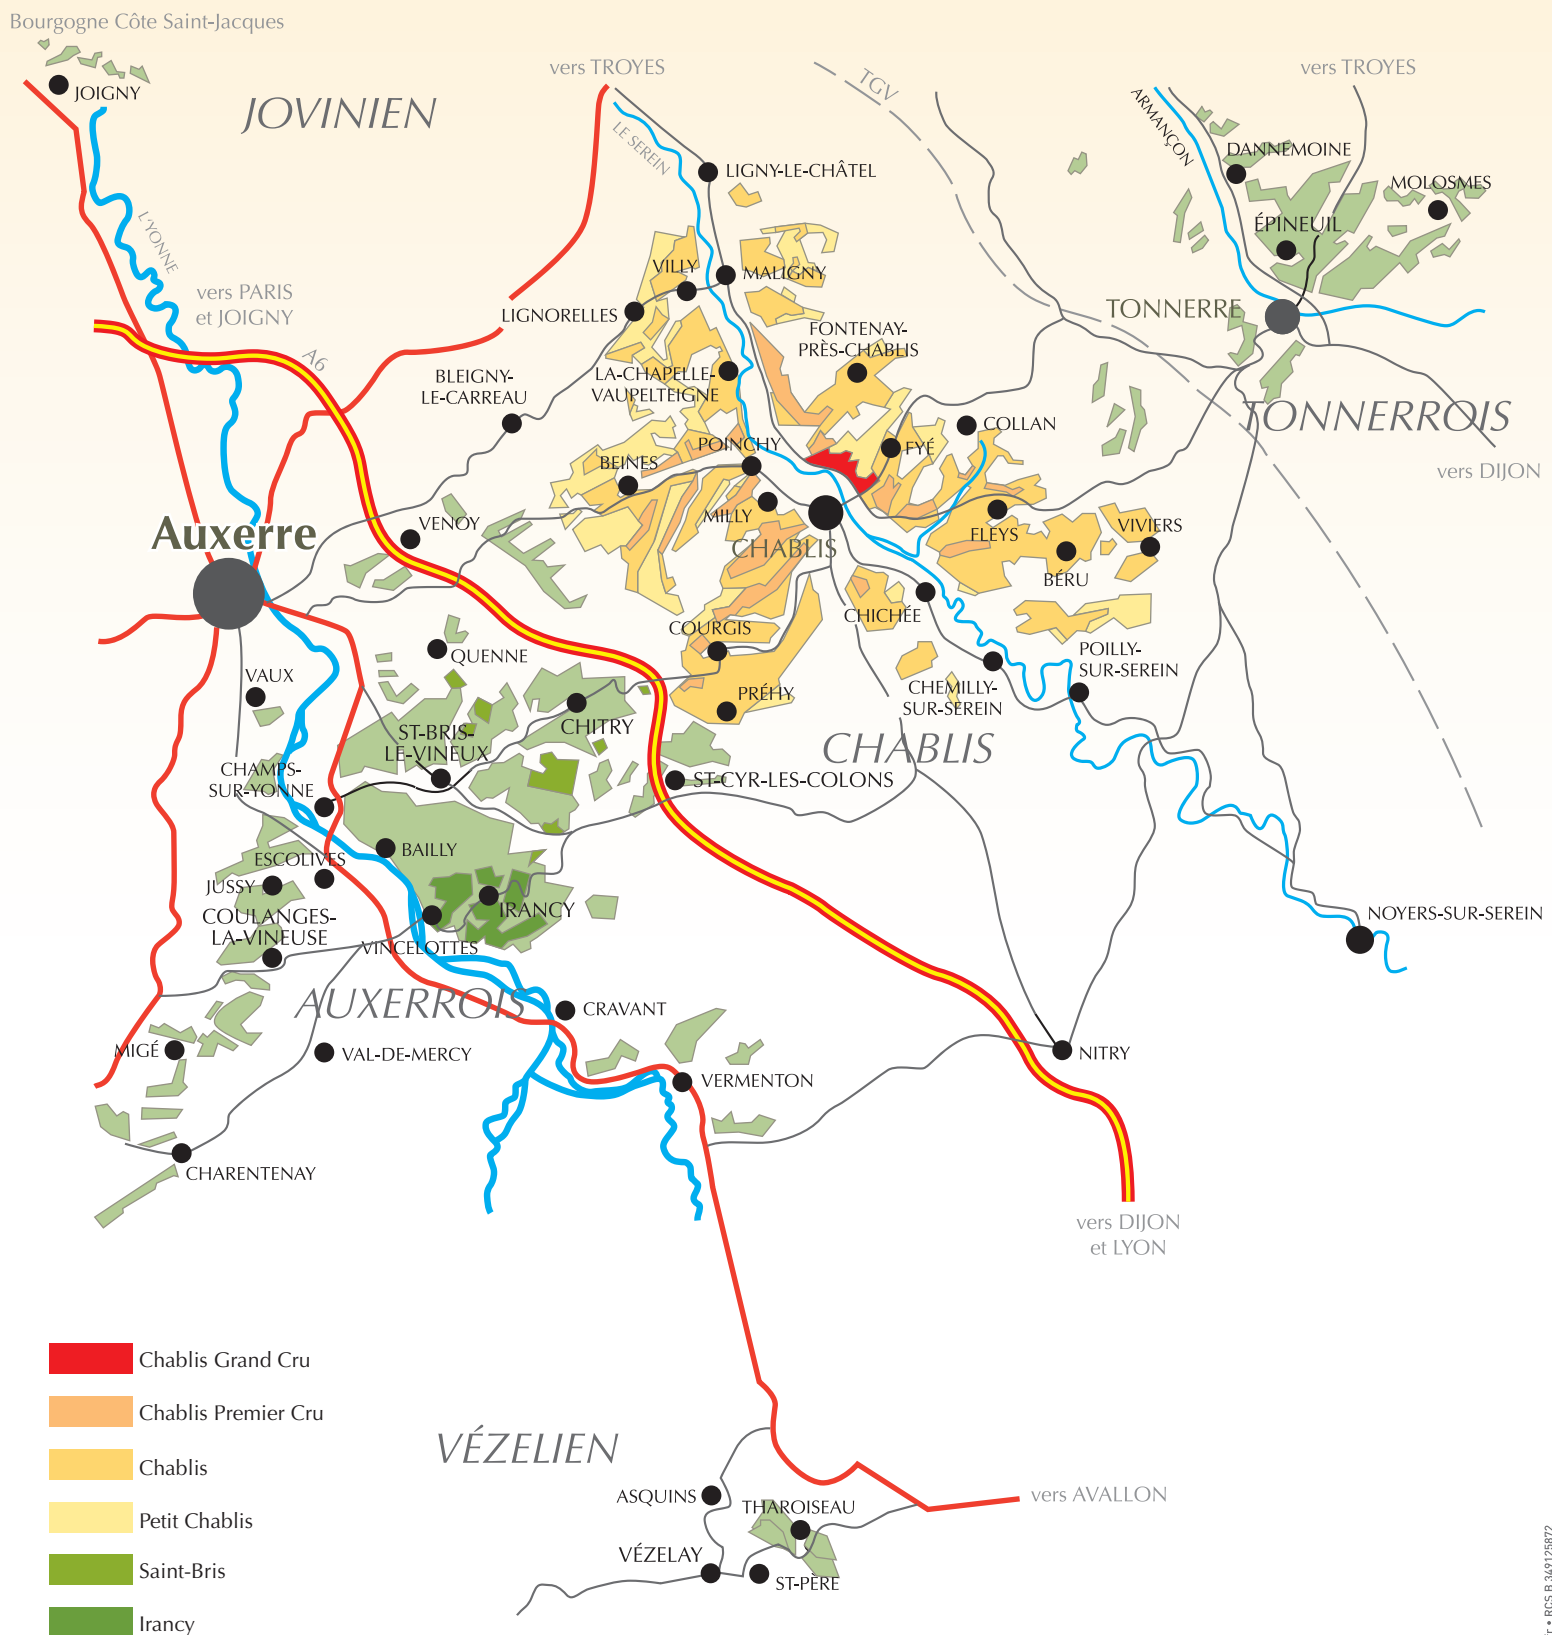 Bourgogne Côte Saint-Jacques
JOIGNY
JOVINIEN
vers TROYES
TGV
vers TROYES
LE SEREIN
ARMANÇON
LIGNY-LE-CHÂTEL
DANNEMOINE
MOLOSMES
ÉPINEUIL
L'YONNE
vers PARIS
et JOIGNY
VILLY
MALIGNY
LIGNORELLES
TONNERRE
FONTENAY-
PRÈS-CHABLIS
A6
BLEIGNY-
LE-CARREAU
LA-CHAPELLE-
VAUPELTEIGNE
TONNERROIS
COLLAN
POINCHY
FYÉ
BEINES
vers DIJON
VENOY
MILLY
Auxerre
CHABLIS
FLEYS
VIVIERS
BÉRU
CHICHÉE
COURGIS
QUENNE
VAUX
POILLY-
SUR-SEREIN
PRÉHY
CHEMILLY-
SUR-SEREIN
CHITRY
ST-BRIS-
LE-VINEUX
CHABLIS
CHAMPS-
SUR-YONNE
ST-CYR-LES-COLONS
BAILLY
ESCOLIVES
JUSSY
IRANCY
COULANGES-
LA-VINEUSE
VINCELOTTES
NOYERS-SUR-SEREIN
AUXERROIS
CRAVANT
MIGÉ
VAL-DE-MERCY
NITRY
VERMENTON
CHARENTENAY
vers DIJON
et LYON
Chablis Grand Cru
Chablis Premier Cru
Chablis
Petit Chablis
Saint-Bris
Irancy
VÉZELIEN
ASQUINS
THAROISEAU
vers AVALLON
VÉZELAY
ST-PÈRE
r • RCS B 349125872